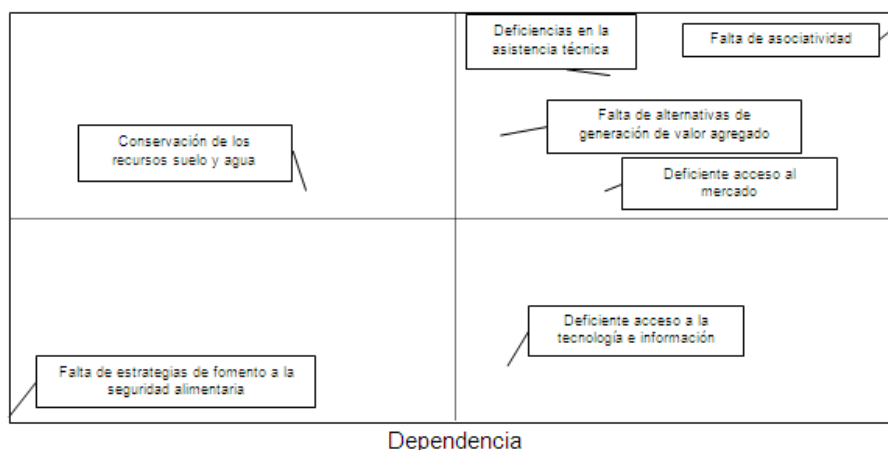 Deficiencias en la
asistencia técnica
Falta de asociatividad
Falta de alternativas de
generación de valor agregado
Conservación de los
recursos suelo y agua
Deficiente acceso al
mercado
Deficiente acceso a la
tecnología e información
Falta de estrategias de fomento a la
seguridad alimentaria
Dependencia